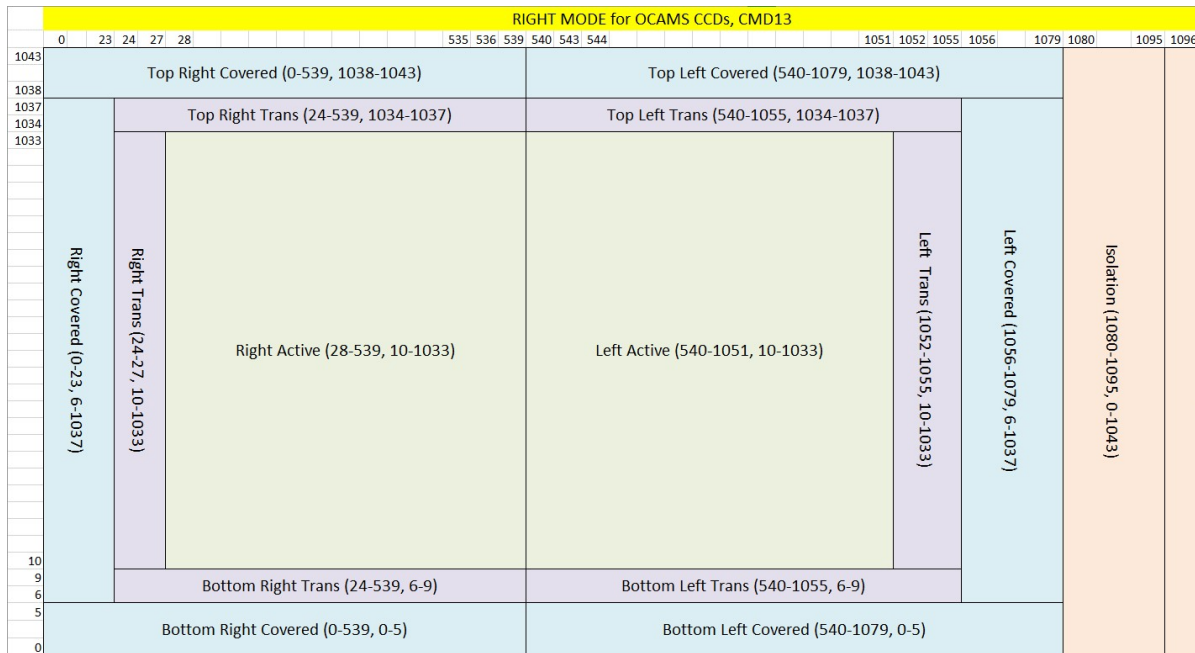 RIGHT MODE for OCAMS CCDs, CMD13
0 23 24 27 28 535 536 539 540 543 544 1051 1052 1055 1056 1079 1080 1095 1096
1043
Top Right Covered (0-539, 1038-1043) Top Left Covered (540-1079, 1038-1043)
1038
1037
Top Right Trans (24-539, 1034-1037) Top Left Trans (540-1055, 1034-1037)
1034
1033
Right Covered (0-23, 6-1037)
Right Trans (24-27, 10-1033)
Right Active (28-539, 10-1033)
Left Active (540-1051, 10-1033)
Left Trans (1052-1055, 10-1033)
Left Covered (1056-1079, 6-1037)
Isolation (1080-1095, 0-1043)
10
9
Bottom Right Trans (24-539, 6-9) Bottom Left Trans (540-1055, 6-9)
6
5
Bottom Right Covered (0-539, 0-5) Bottom Left Covered (540-1079, 0-5)
0